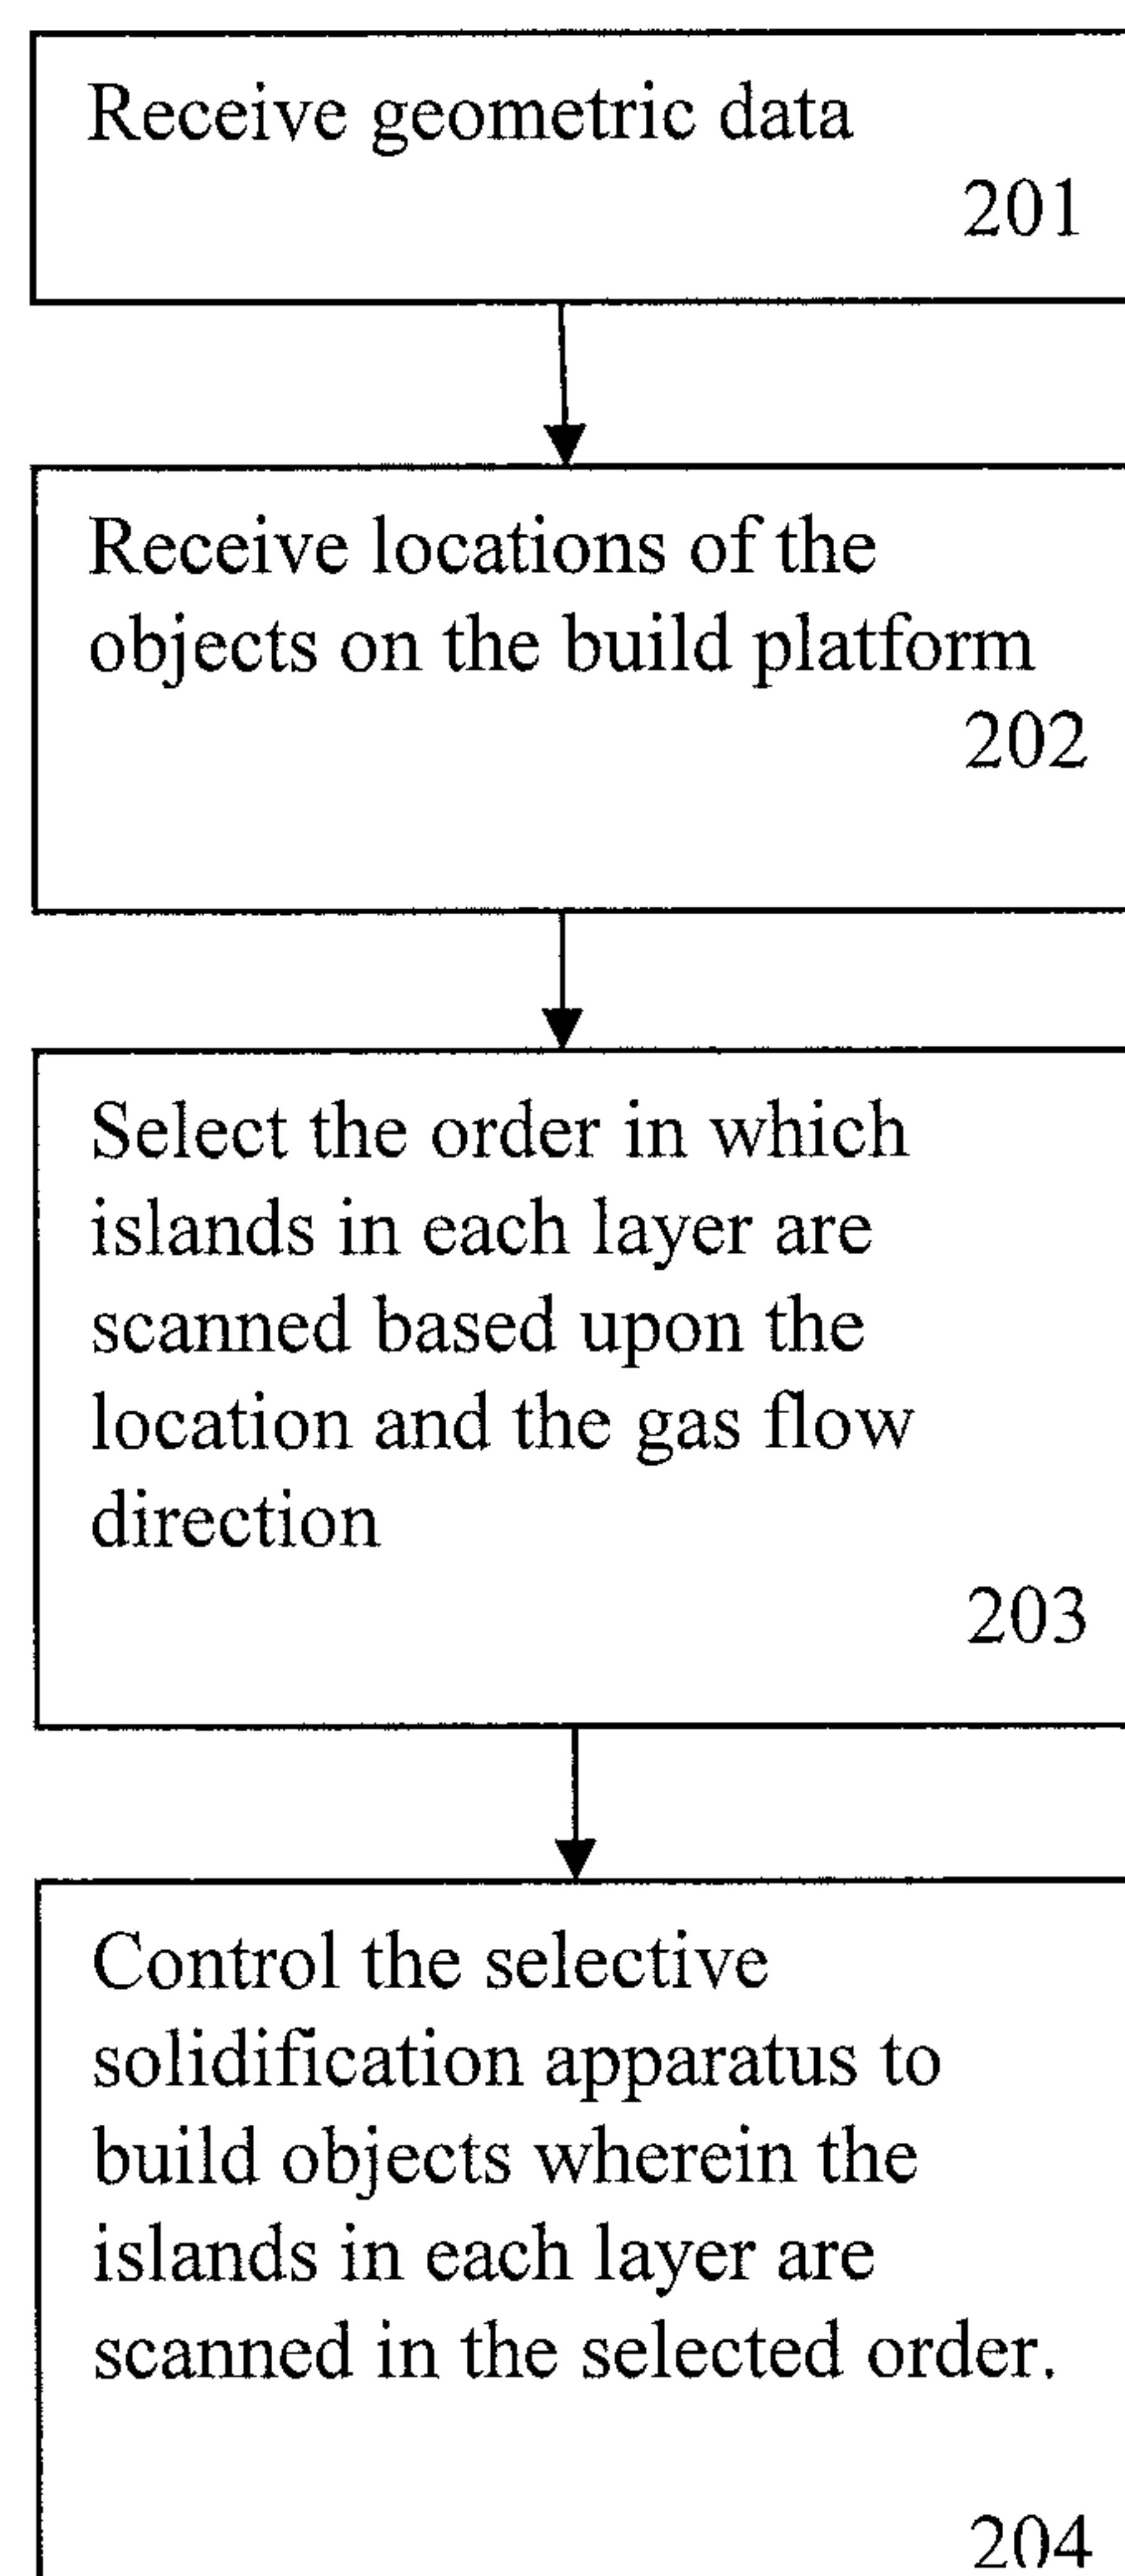 Receive geometric data
201
Receive locations of the
objects on the build platform
202
Select the order in which
islands in each layer are
scanned based upon the
location and the gas flow
direction
203
Control the selective
solidification apparatus to
build objects wherein the
islands in each layer are
scanned in the selected order.
204